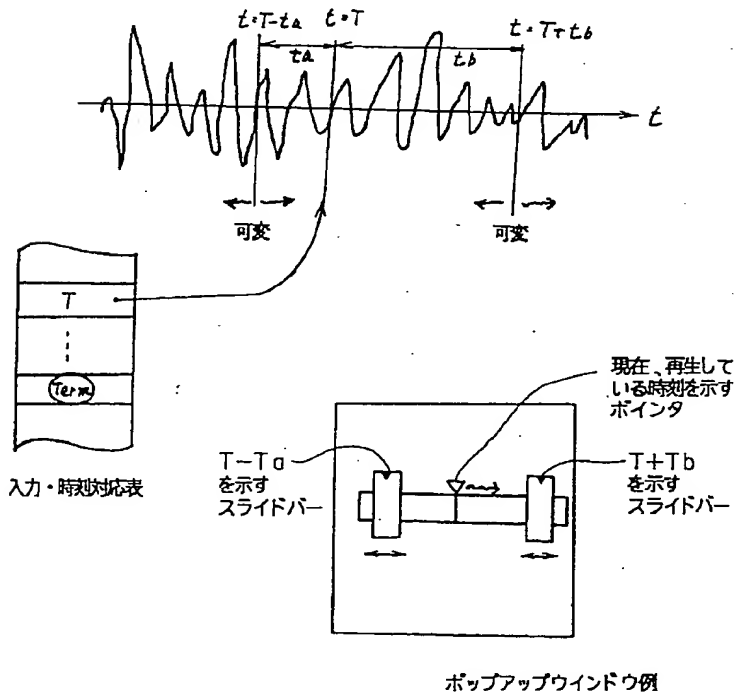 t=T-ta
t=T
t=T+tb
ta
tb
t
可変
可変
T
Term
入力・時刻対応表
現在、再生して
いる時刻を示す
ポインタ
T-Ta
を示す
スライドバー
T+Tb
を示す
スライドバー
ポップアップウインドウ例